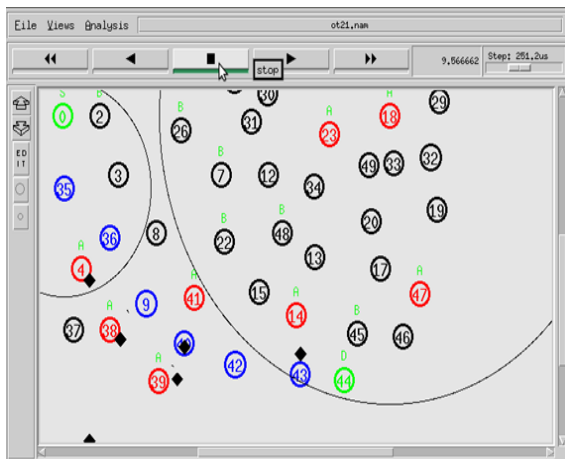 File Views Analysis
ot21.nam
9.566662
Step: 251.2us
stop
ED
IT
S
B
0
2
B
26
30
31
A
23
A
18
29
35
3
B
7
12
34
49
33
32
36
8
B
22
B
48
13
20
19
A
4
9
A
41
15
A
14
17
A
47
37
A
38
40
A
39
42
43
B
45
46
D
44